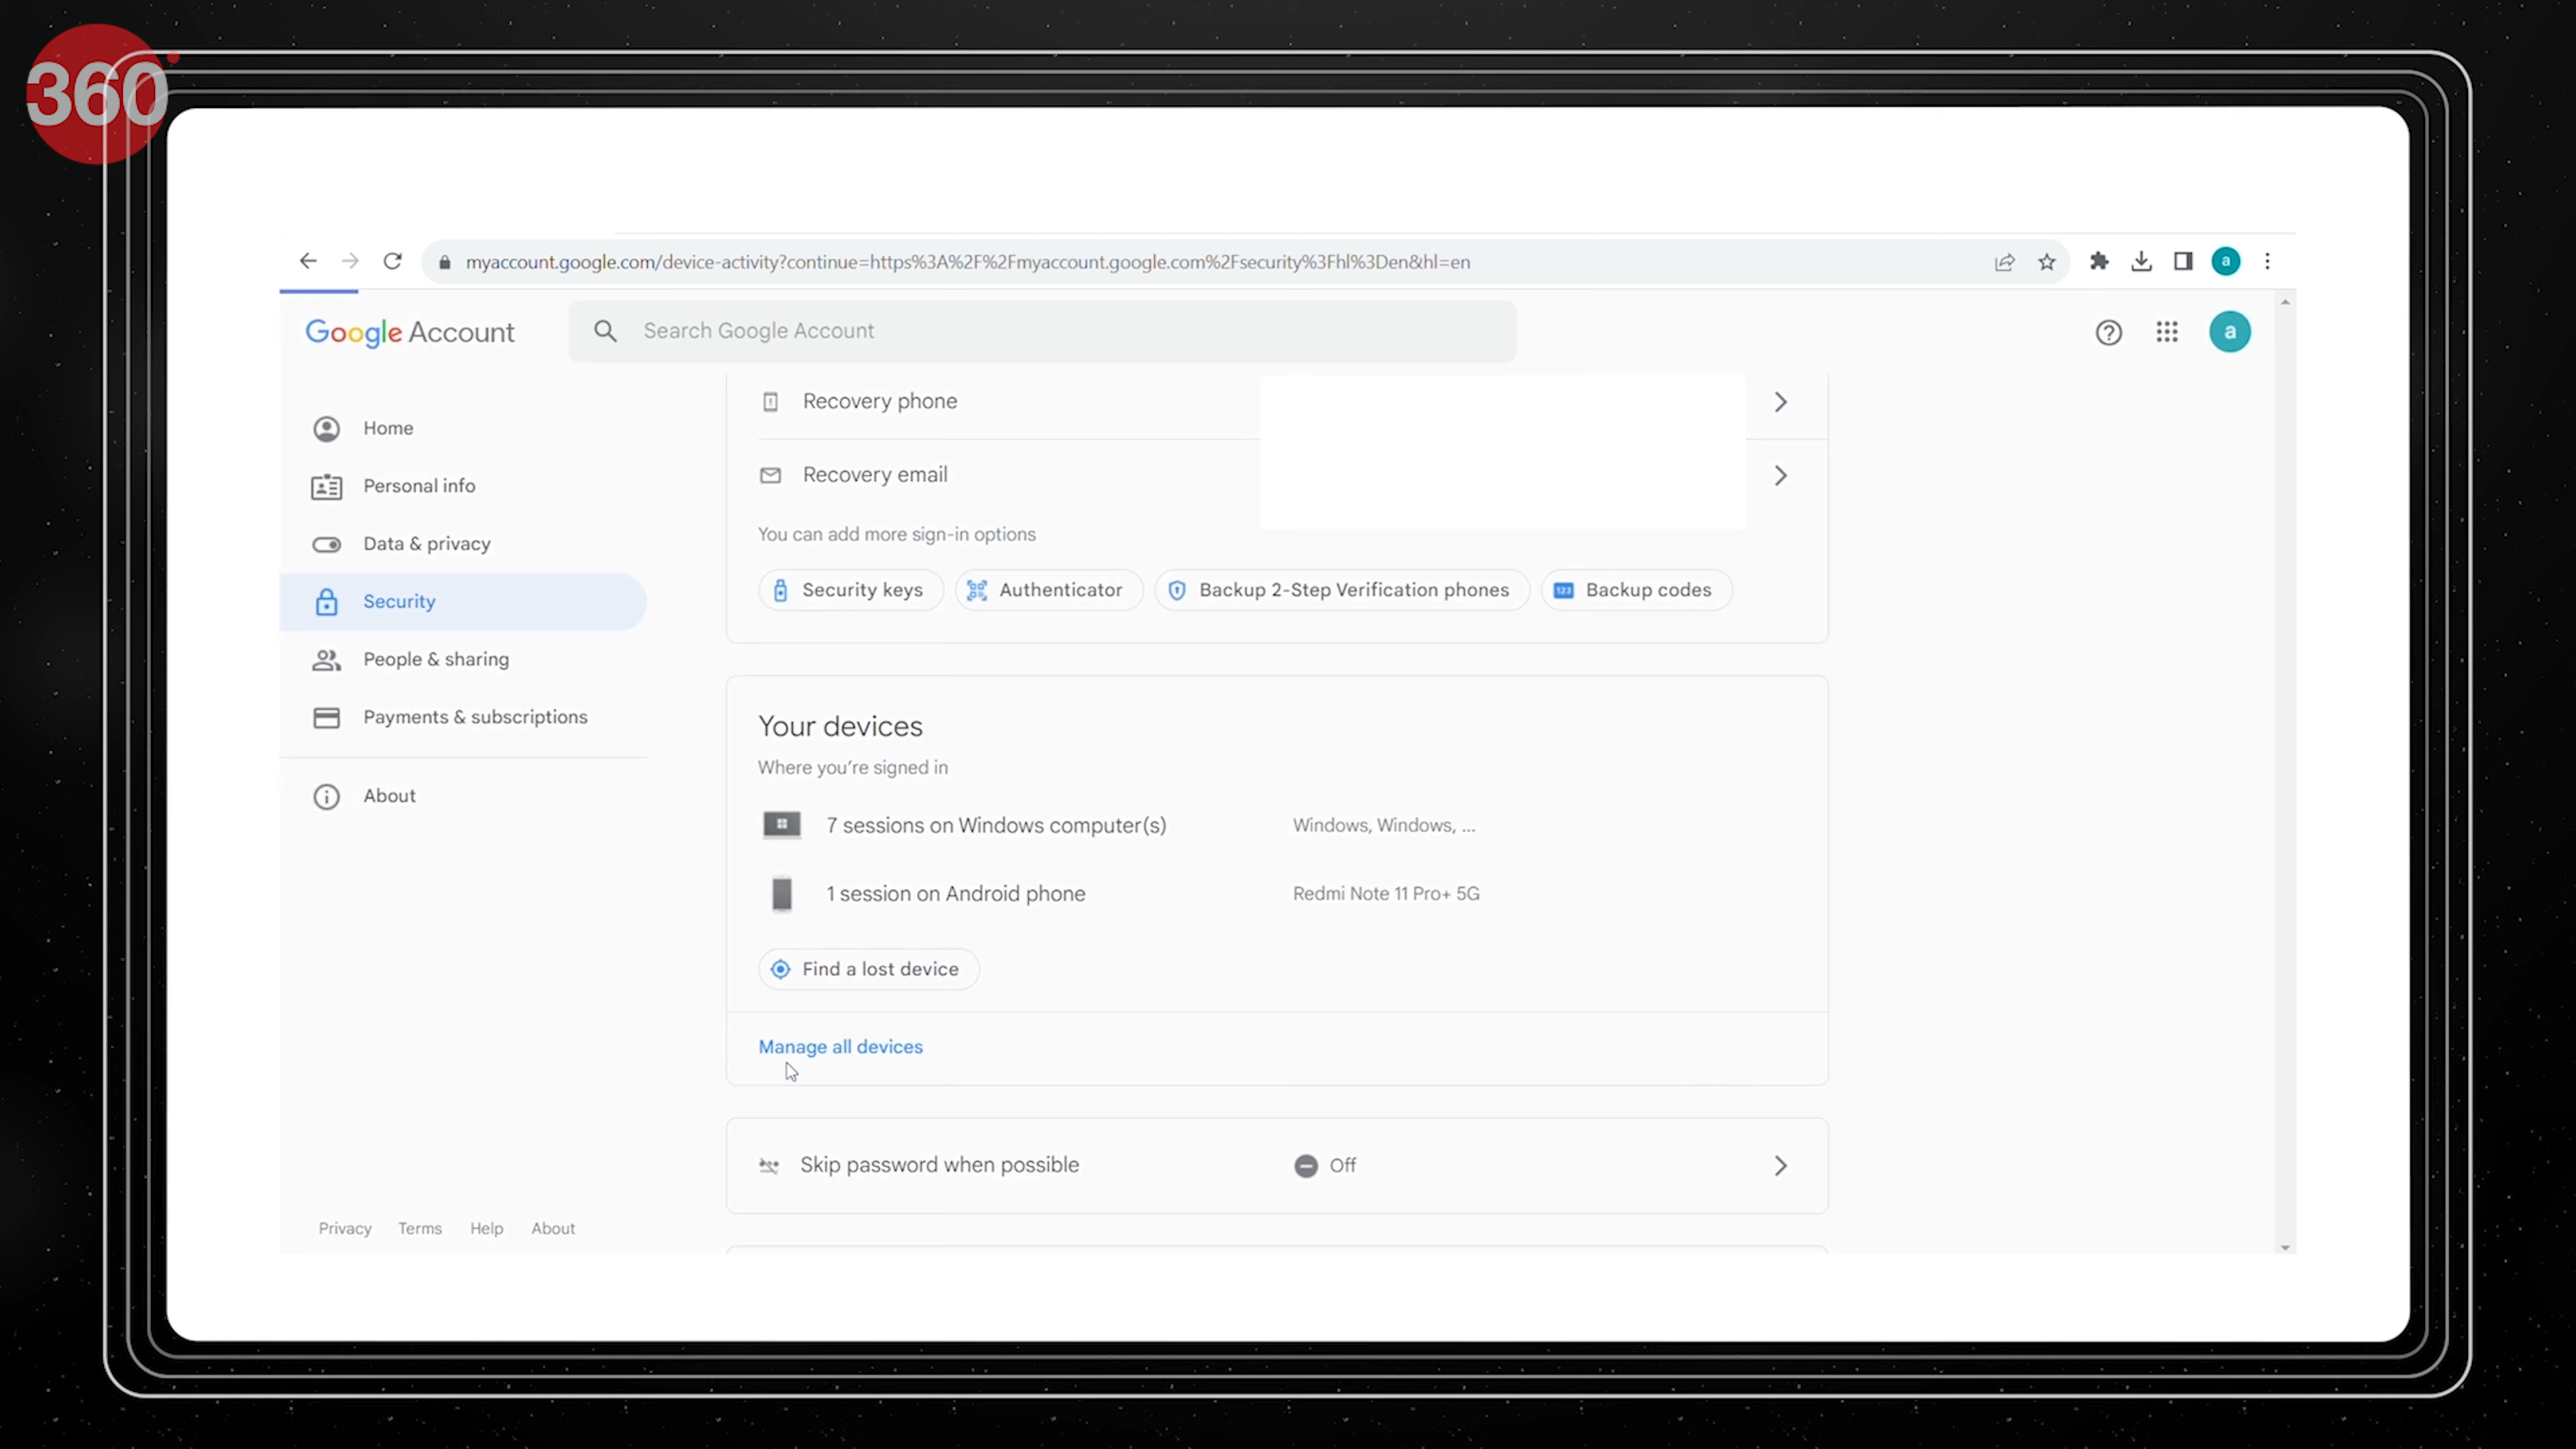 360
myaccount.google.com/device-activity?continue=https%3A%2F%2Fmyaccount.google.com%2Fsecurity%3Fhl%3Den&hl=en
a
Google Account
Search Google Account
a
Home
Personal info
Data & privacy
Security
People & sharing
Payments & subscriptions
About
Recovery phone
Recovery email
You can add more sign-in options
Security keys
Authenticator
Backup 2-Step Verification phones
123
Backup codes
Your devices
Where you're signed in
7 sessions on Windows computer(s)
Windows, Windows, ...
1 session on Android phone
Redmi Note 11 Pro+ 5G
Find a lost device
Manage all devices
Skip password when possible
Off
Privacy Terms Help About